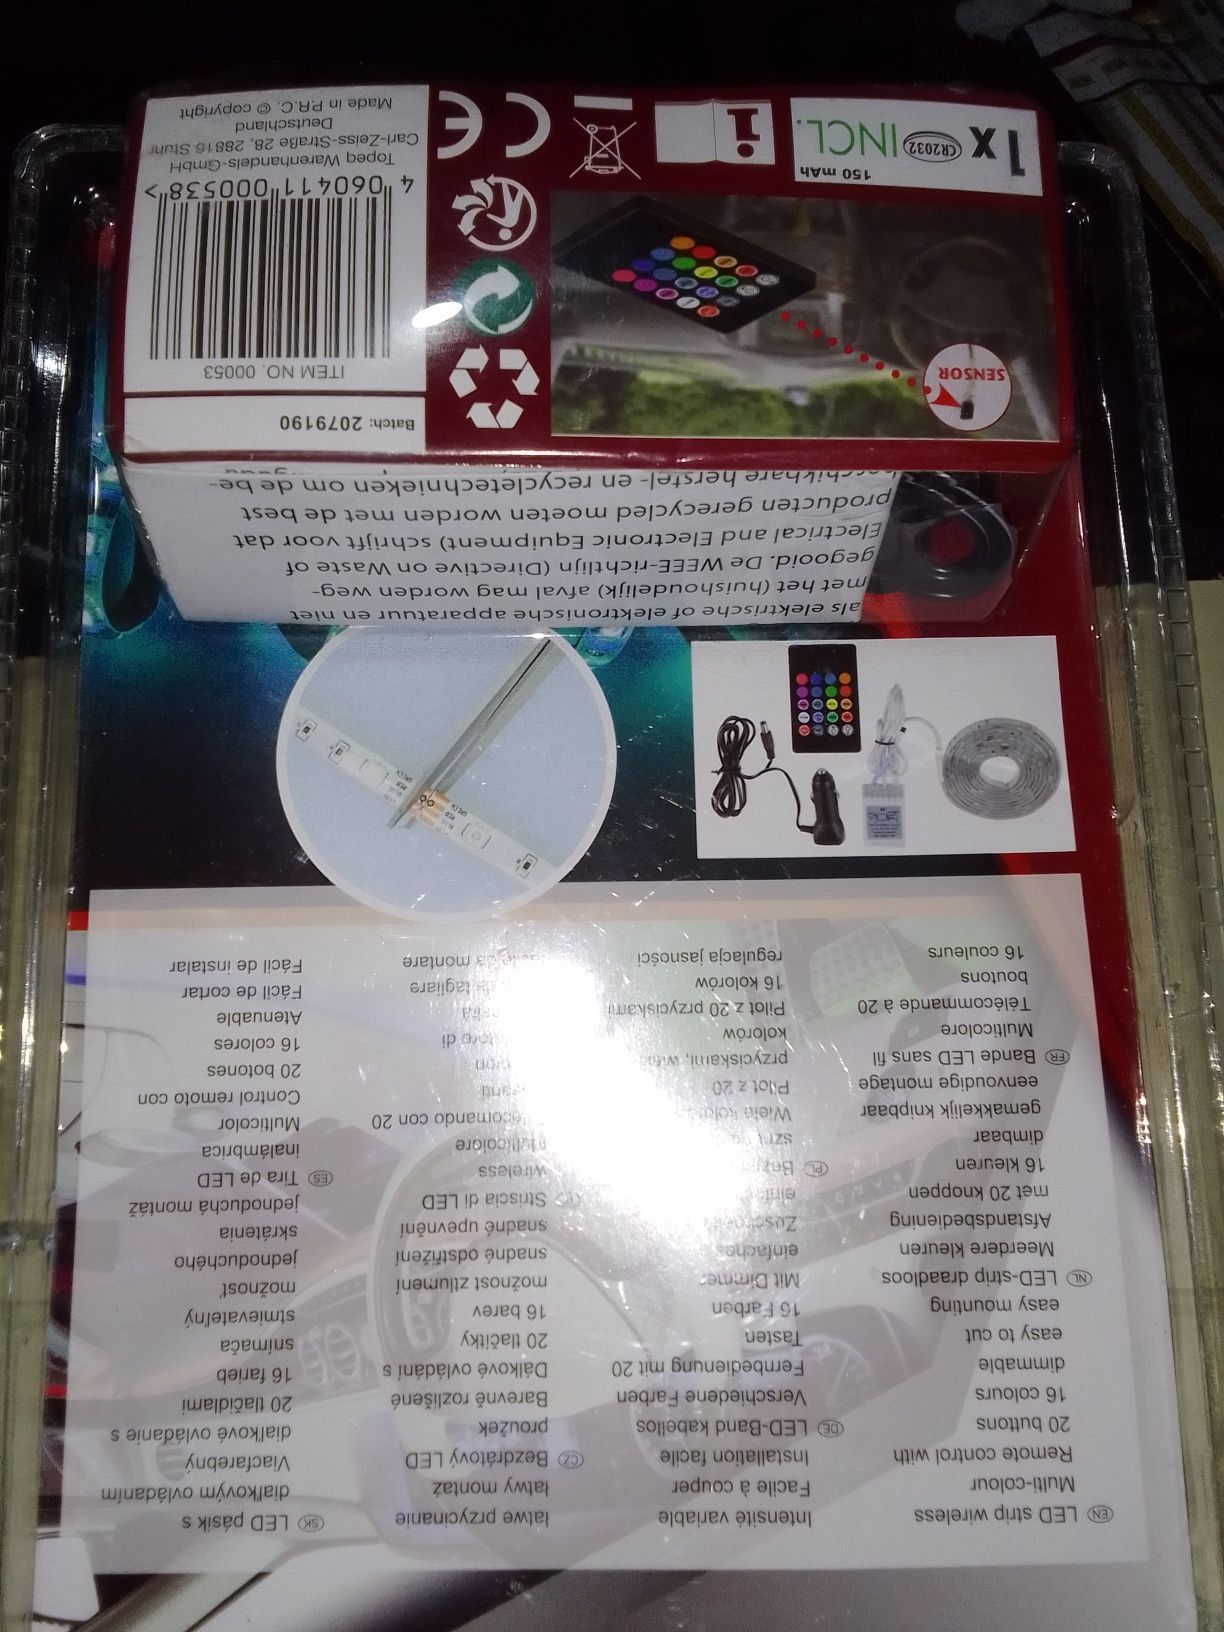 EN LED strip wireless
Multi-colour
Remote control with
20 buttons
16 colours
dimmable
easy to cut
easy mounting
NL LED-strip draadloos
Meerdere kleuren
Afstandsbediening
met 20 knoppen
16 kleuren
dimbaar
gemakkelijk knipbaar
eenvoudige montage
FR Bande LED sans fil
Multicolore
Télécommande à 20
boutons
16 couleurs
Intensité variable
Facile à couper
Installation facile
DE LED-Band kabellos
Verschiedene Farben
Fernbedienung mit 20
Tasten
16 Farben
Mit Dimmer
einfaches
PL
Wiele
Pilot z 20
przyciskami,
kolorów
Pilot z 20 przyciskami
16 kolorów
regulacja jasności
łatwe przycinanie
łatwy montaż
CZ Bezdrátový LED
proužek
Barevně rozlišené
Dálkové ovládání s
20 tlačítky
16 barev
možnost ztlumení
snadné odstřižení
snadné upevnění
Striscia di LED
wireless
Multicolore
con 20
di
tagliare
montare
SK LED pásik s
diaľkovým ovládaním
Viacfarebný
diaľkové ovládanie s
20 tlačidlami
16 farieb
snímača
stmievateľný
možnosť
jednoduchého
skrátenia
jednoduchá montáž
ES Tira de LED
inalámbrica
Multicolor
Control remoto con
20 botones
16 colores
Atenuable
Fácil de cortar
Fácil de instalar
GREEN
RED
GREEN
RED
als elektrische of elektronische apparatuur en niet
met het (huishoudelijk) afval mag worden weg-
gegooid. De WEEE-richtlijn (Directive on Waste of
Electrical and Electronic Equipment) schrijft voor dat
producten gerecycled moeten worden met de best
beschikbare herstel- en recycletechnieken om de be-
Batch: 2079190
ITEM NO. 00053
4 060411 000538 >
Topeq Warenhandels-GmbH
Carl-Zeiss-Straße 28, 28816 Stuhr
Deutschland
Made in P.R.C. © copyright
SENSOR
CE
i
1x CR2032 INCL.
150 mAh